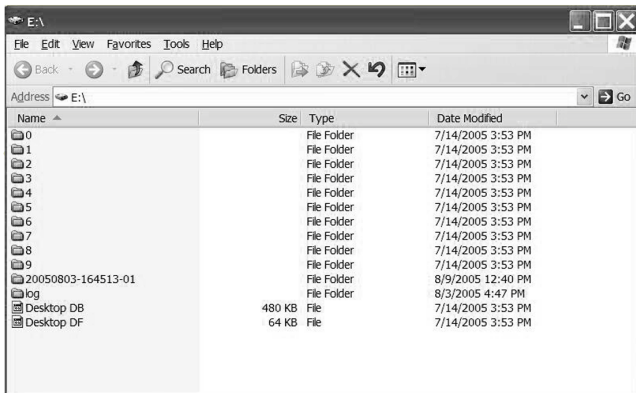 E:\
File Edit View Favorites Tools Help
Back Search Folders
Address E:\ Go
Name Size Type Date Modified
0 File Folder 7/14/2005 3:53 PM
1 File Folder 7/14/2005 3:53 PM
2 File Folder 7/14/2005 3:53 PM
3 File Folder 7/14/2005 3:53 PM
4 File Folder 7/14/2005 3:53 PM
5 File Folder 7/14/2005 3:53 PM
6 File Folder 7/14/2005 3:53 PM
7 File Folder 7/14/2005 3:53 PM
8 File Folder 7/14/2005 3:53 PM
9 File Folder 7/14/2005 3:53 PM
20050803-164513-01 File Folder 8/9/2005 12:40 PM
log File Folder 8/3/2005 4:47 PM
Desktop DB 480 KB File 7/14/2005 3:53 PM
Desktop DF 64 KB File 7/14/2005 3:53 PM